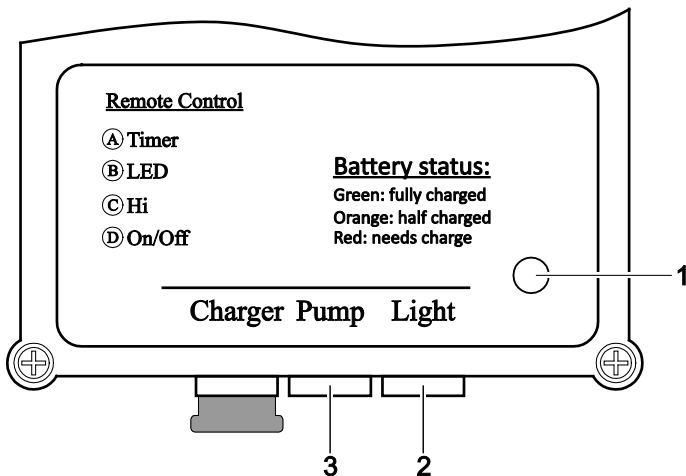 Remote Control
Ⓐ Timer
Ⓑ LED
Ⓒ Hi
Ⓓ On/Off
Battery status:
Green: fully charged
Orange: half charged
Red: needs charge
1
Charger Pump Light
3 2